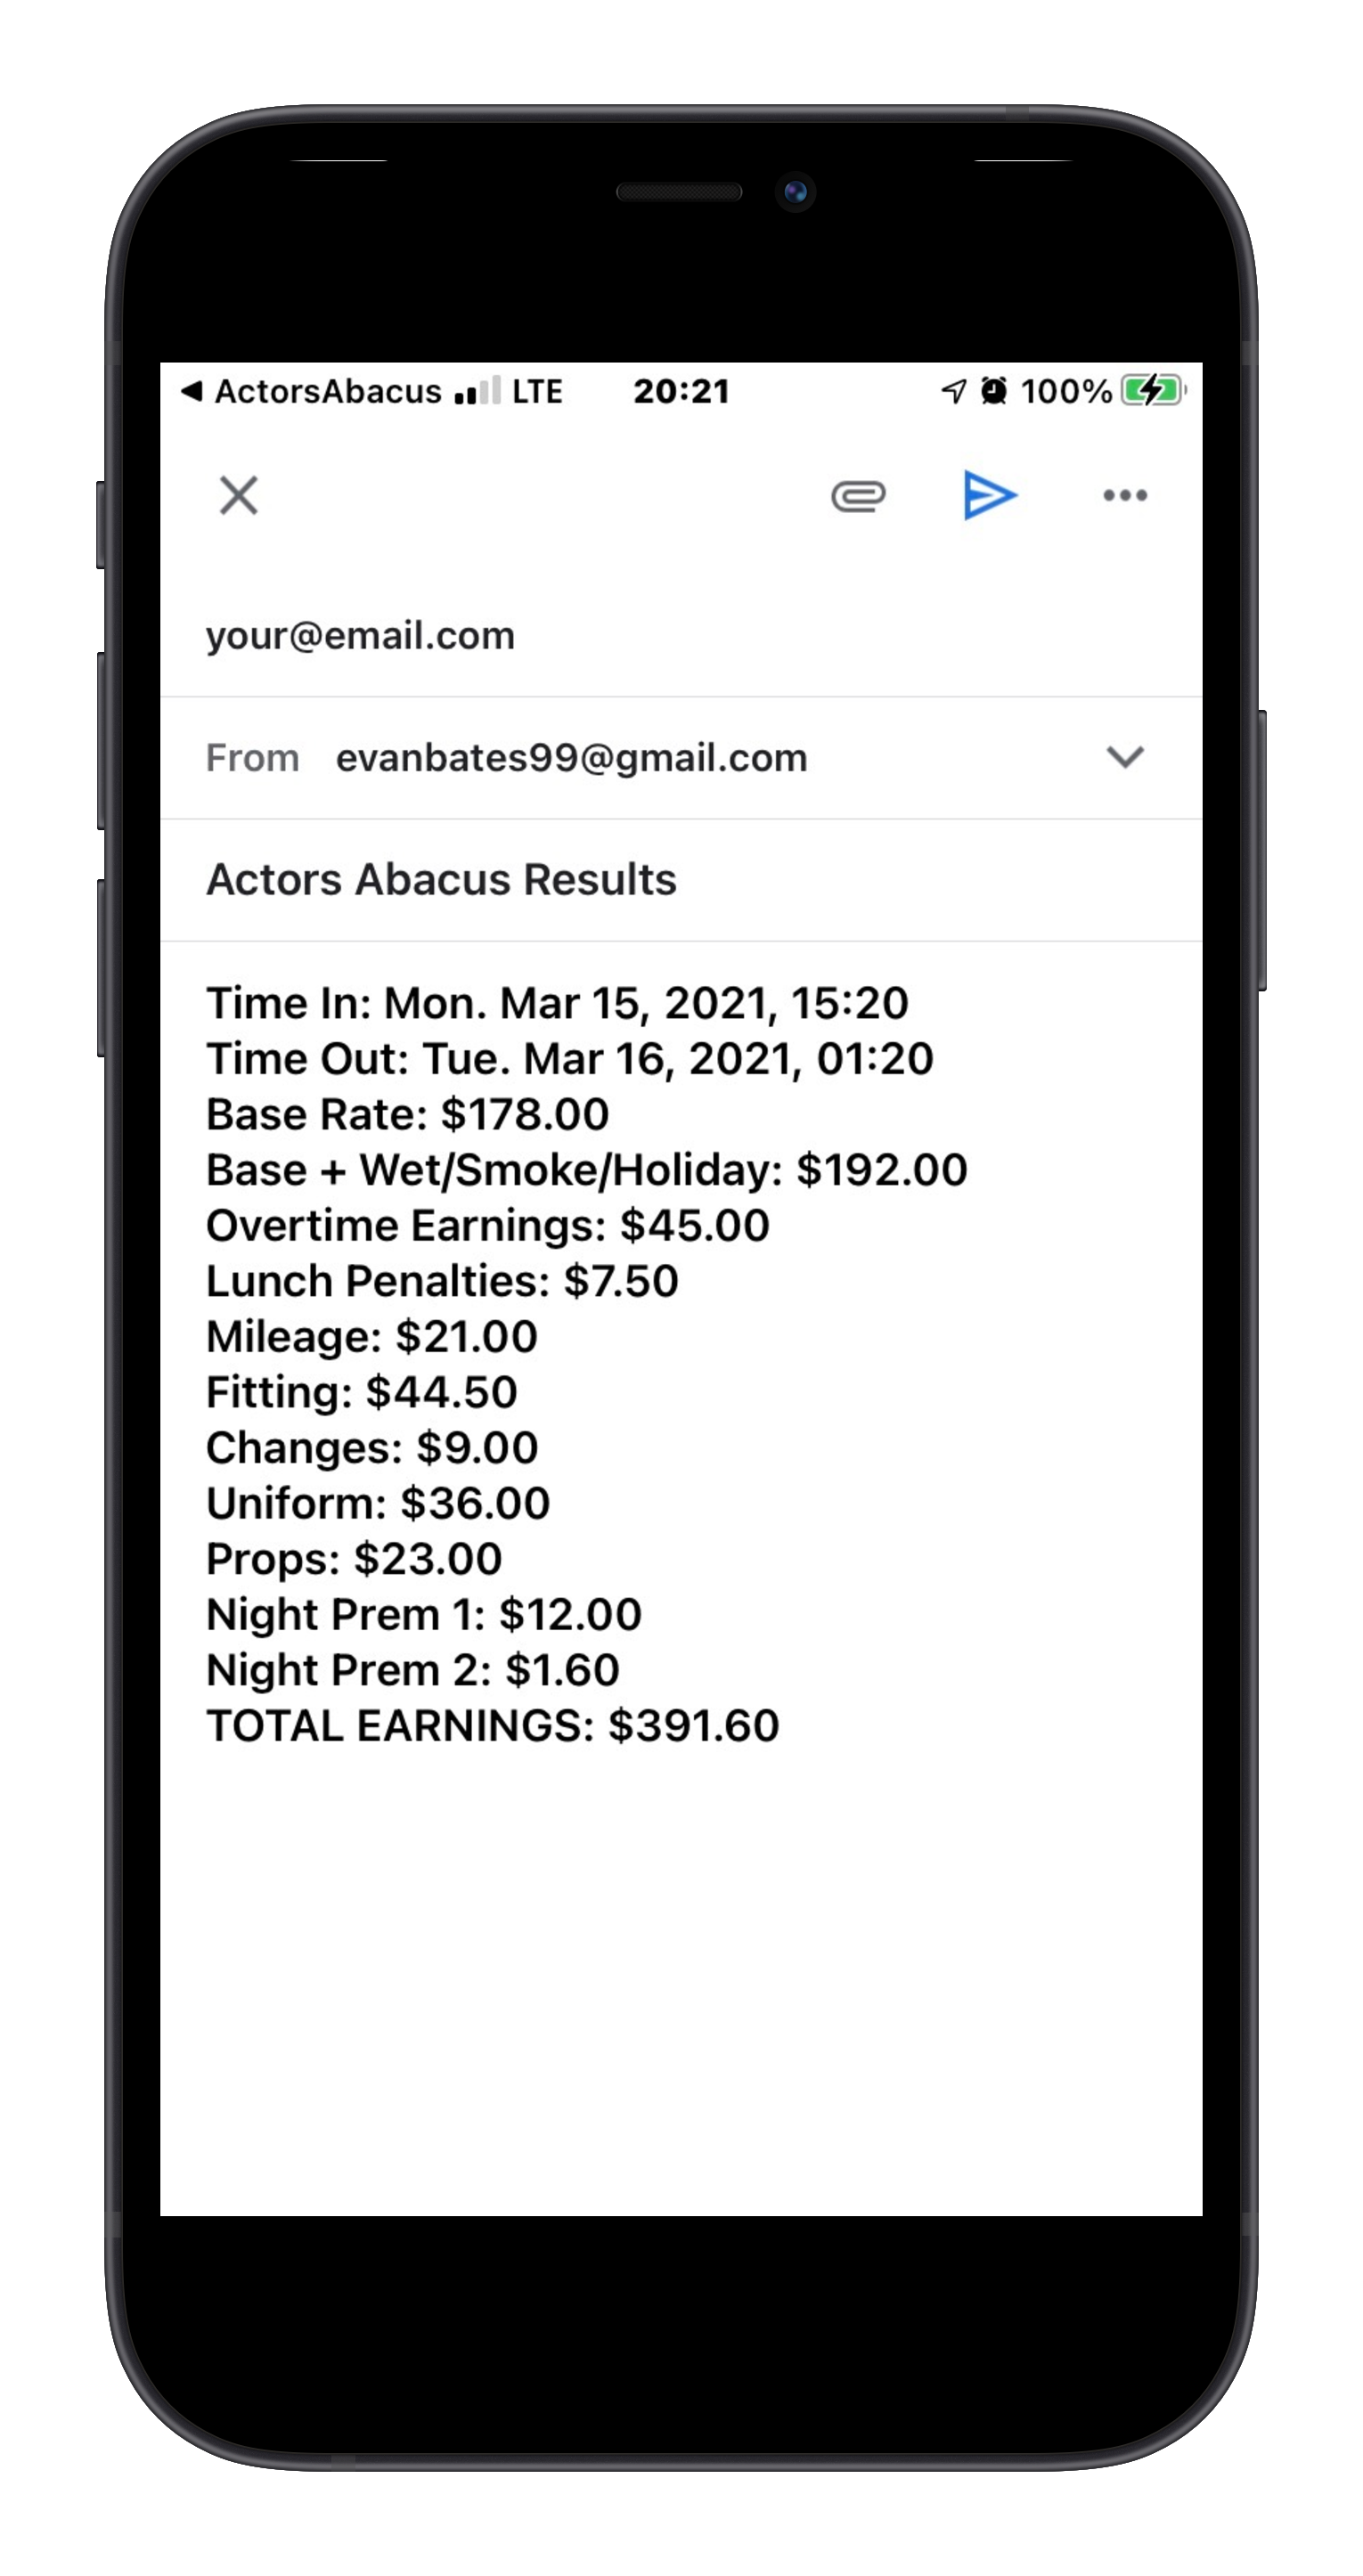 ActorsAbacus LTE 20:21 100%
your@email.com
From evanbates99@gmail.com
Actors Abacus Results
Time In: Mon. Mar 15, 2021, 15:20
Time Out: Tue. Mar 16, 2021, 01:20
Base Rate: $178.00
Base + Wet/Smoke/Holiday: $192.00
Overtime Earnings: $45.00
Lunch Penalties: $7.50
Mileage: $21.00
Fitting: $44.50
Changes: $9.00
Uniform: $36.00
Props: $23.00
Night Prem 1: $12.00
Night Prem 2: $1.60
TOTAL EARNINGS: $391.60